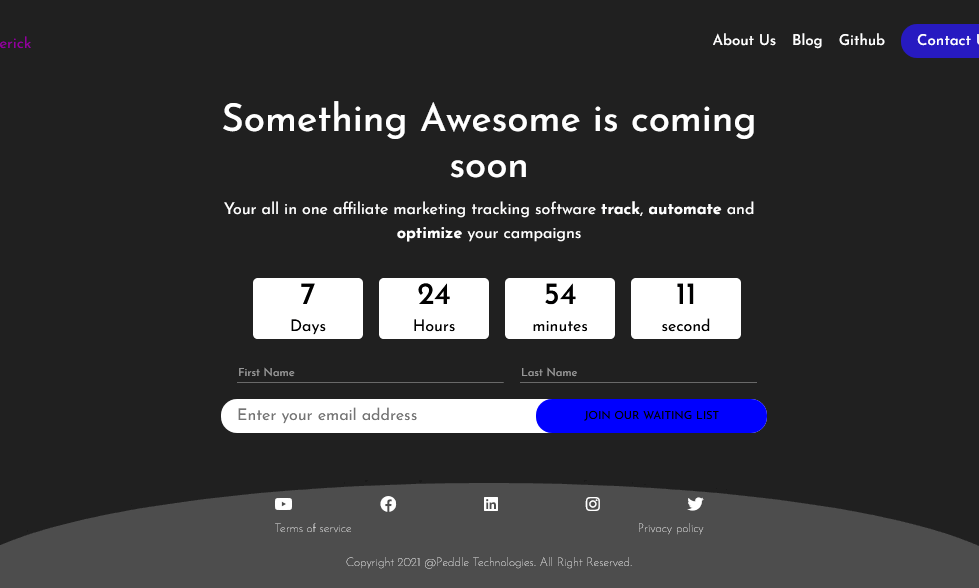 erick
About Us Blog Github Contact U
Something Awesome is coming
soon
Your all in one affiliate marketing tracking software track, automate and
optimize your campaigns
7 24 54 11
Days Hours minutes second
First Name Last Name
Enter your email address JOIN OUR WAITING LIST
Terms of service Privacy policy
Copyright 2021 @Peddle Technologies. All Right Reserved.